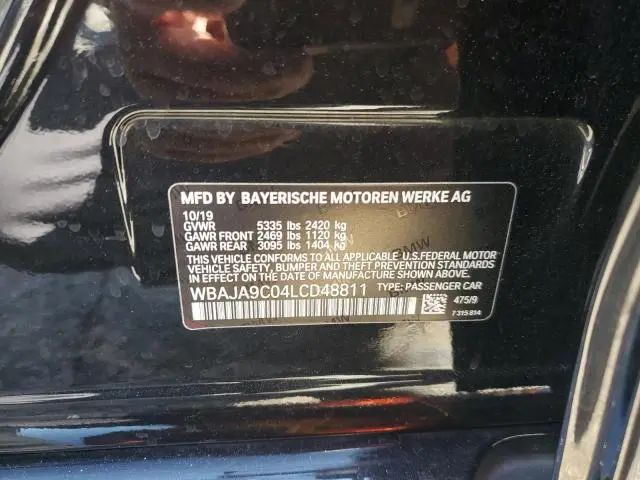 MFD BY BAYERISCHE MOTOREN WERKE AG
10/19
GVWR 5335 lbs 2420 kg
GAWR FRONT 2469 lbs 1120 kg
GAWR REAR 3095 lbs 1404 kg
THIS VEHICLE CONFORMS TO ALL APPLICABLE U.S.FEDERAL MOTOR
VEHICLE SAFETY, BUMPER AND THEFT PREVENTION STANDARDS
IN EFFECT ON THE DATE OF MANUFACTURE SHOWN ABOVE.
WBAJA9C04LCD48811 TYPE: PASSENGER CAR
475/9
7 315 814
BMW